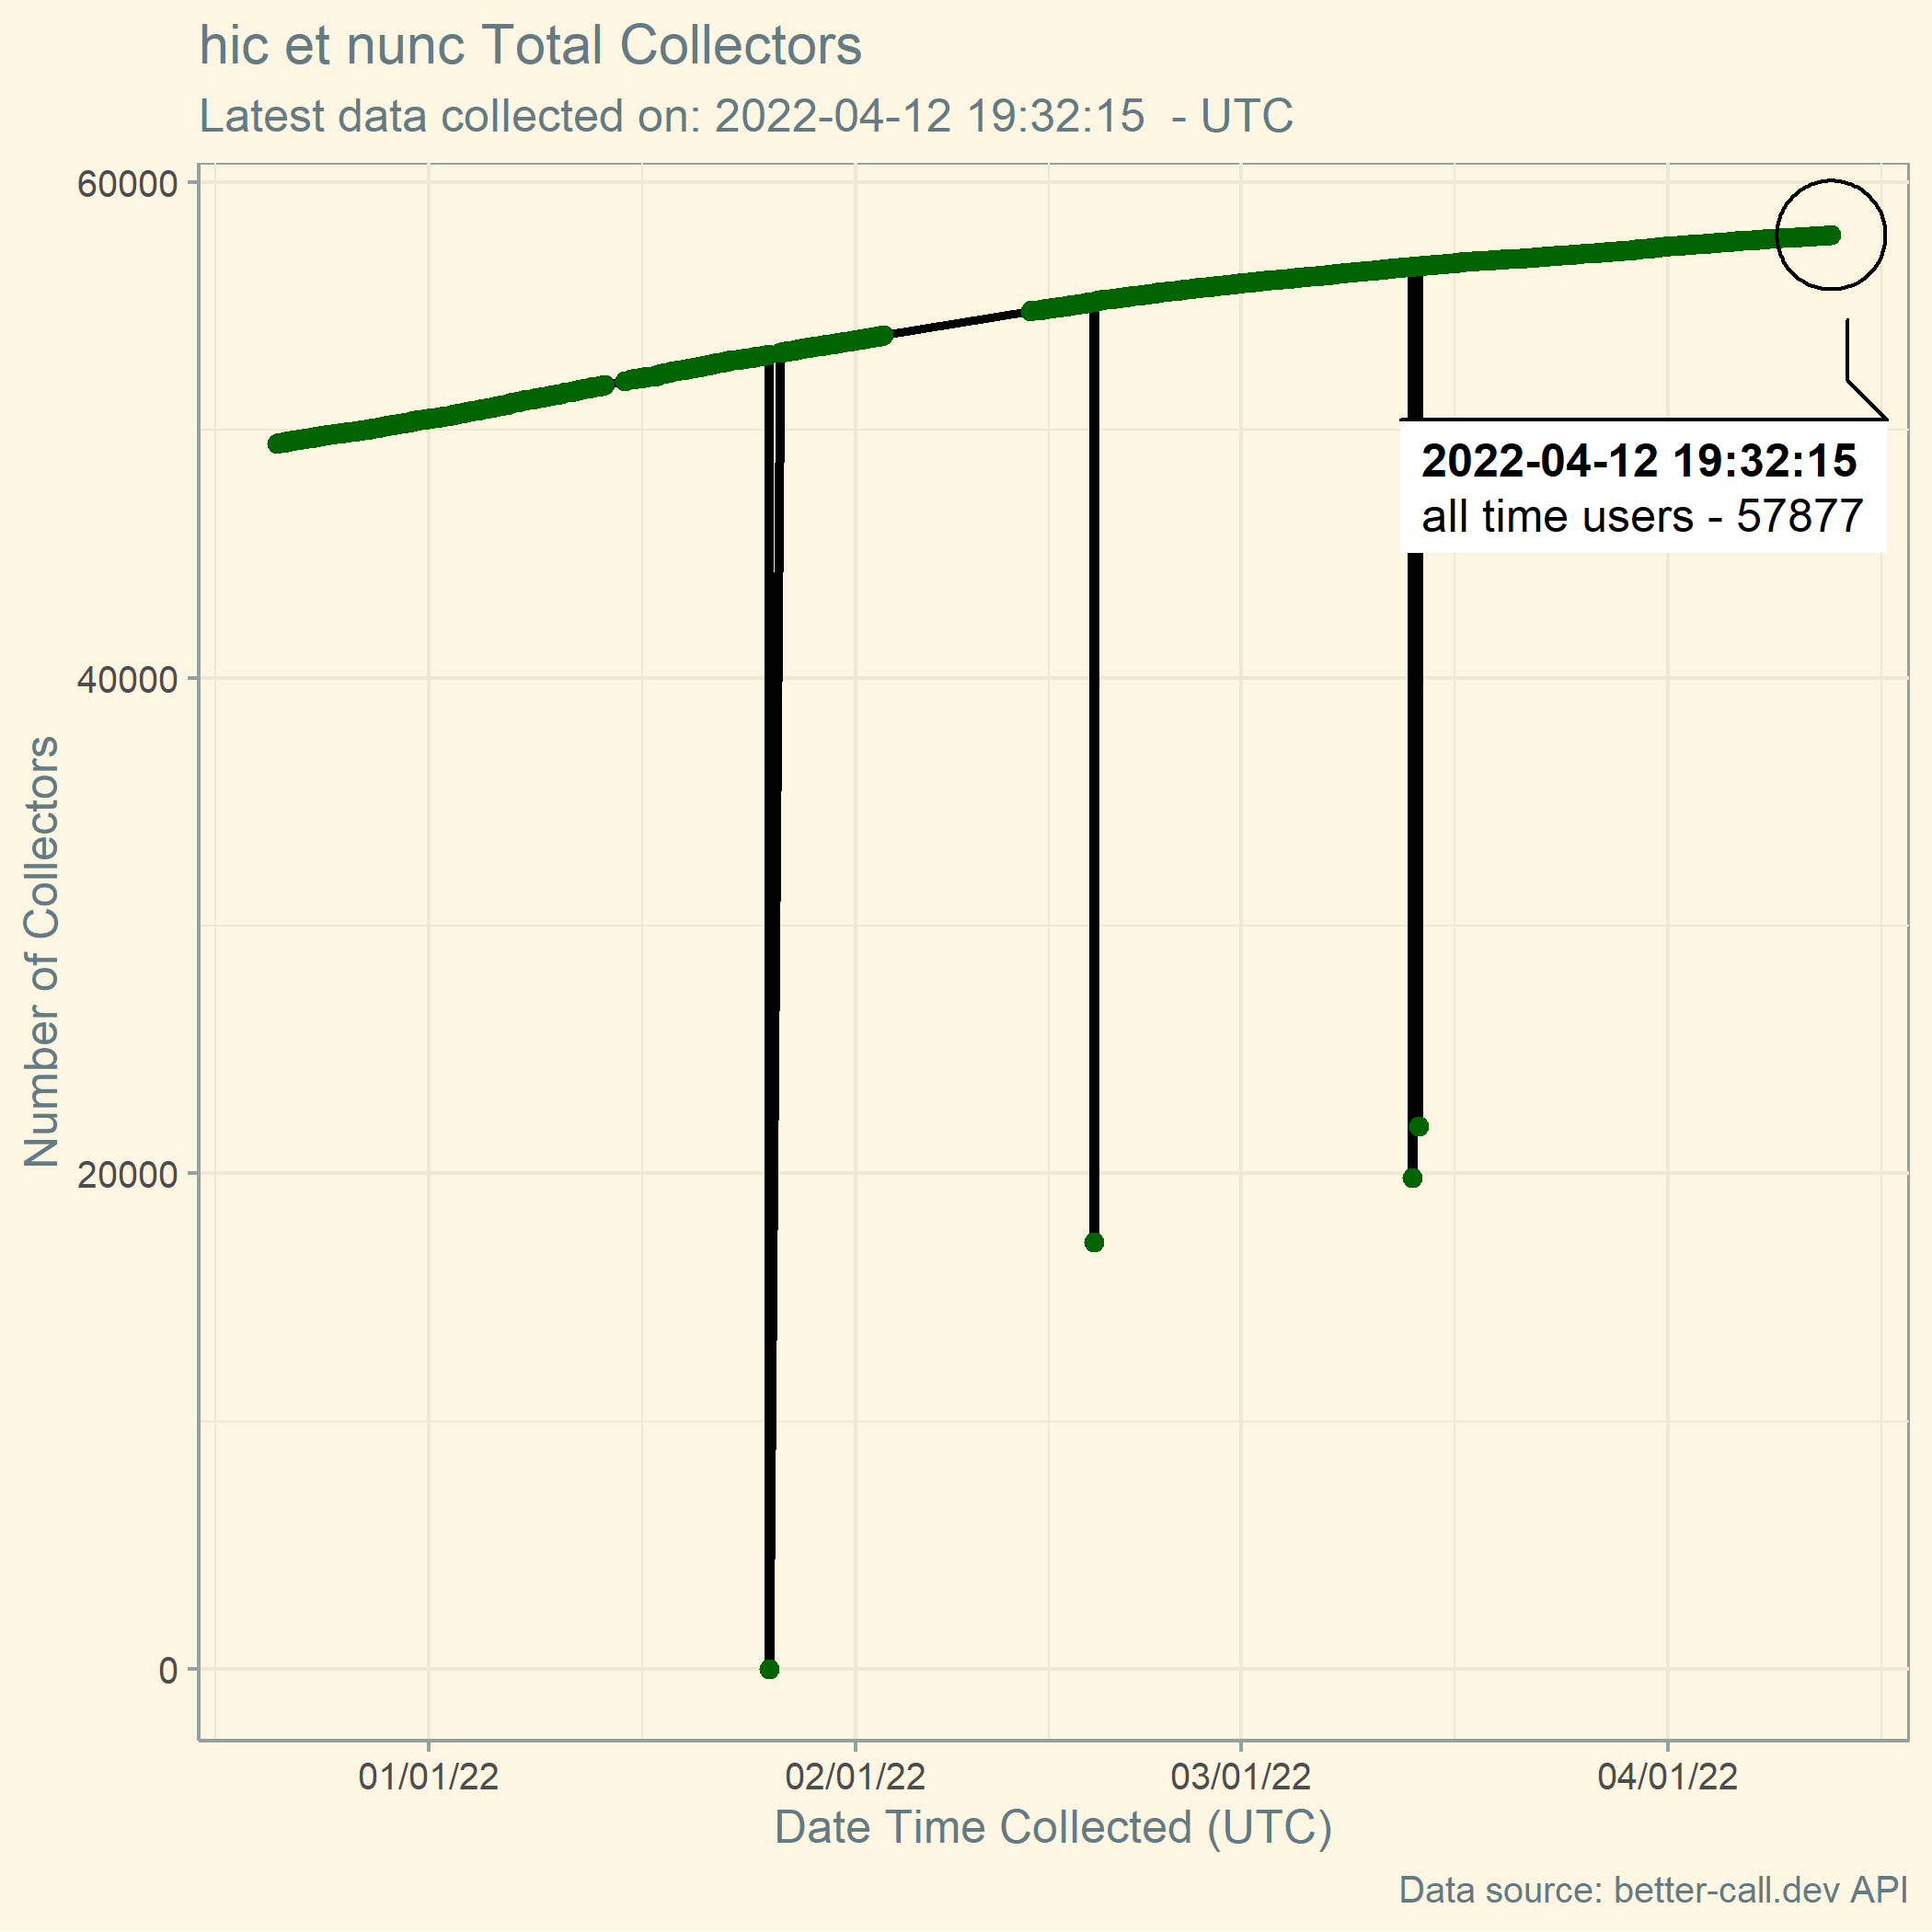 hic et nunc Total Collectors
Latest data collected on: 2022-04-12 19:32:15  - UTC
60000
40000
20000
0
Number of Collectors
2022-04-12 19:32:15
all time users - 57877
01/01/22
02/01/22
03/01/22
04/01/22
Date Time Collected (UTC)
Data source: better-call.dev API